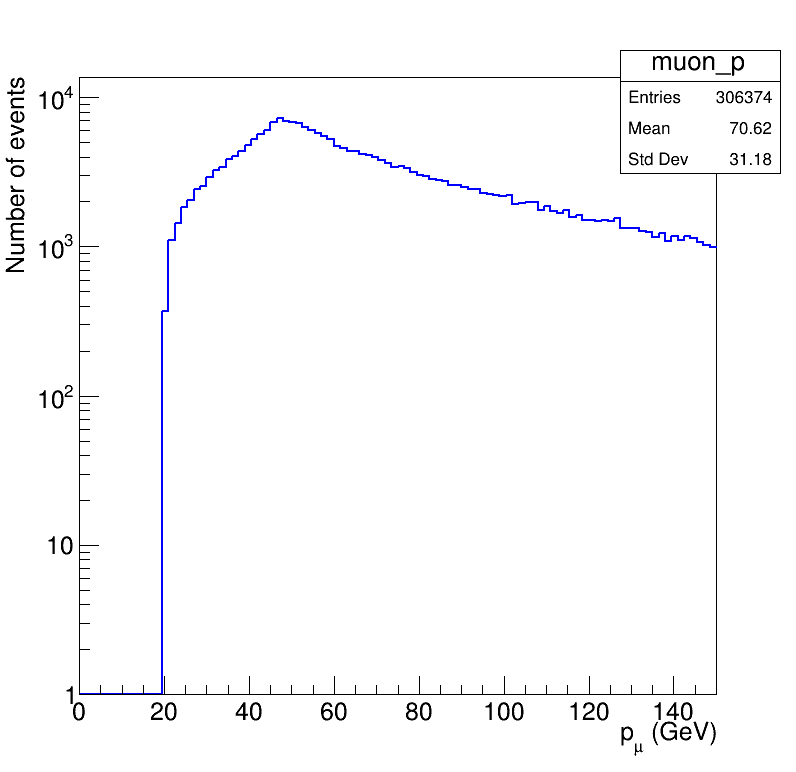 muon_p
Entries 306374
Mean 70.62
Std Dev 31.18
Number of events
10^4
10^3
10^2
10
1
0 20 40 60 80 100 120 140
p_μ (GeV)